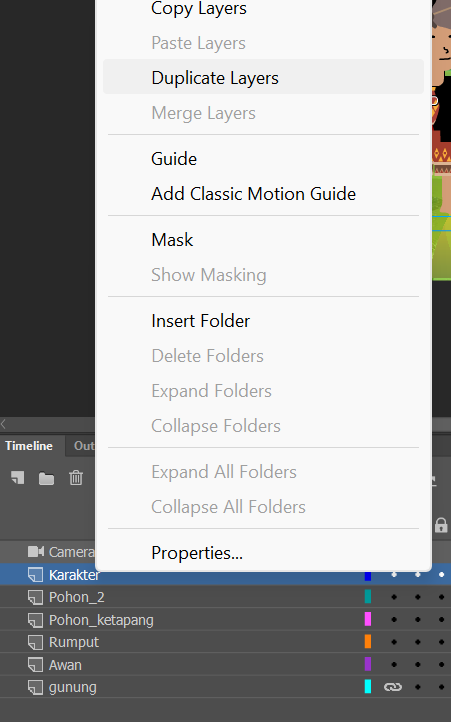 Copy Layers
Paste Layers
Duplicate Layers
Merge Layers
Guide
Add Classic Motion Guide
Mask
Show Masking
Insert Folder
Delete Folders
Expand Folders
Collapse Folders
Expand All Folders
Collapse All Folders
Properties...
Timeline
Camera
Karakter
Pohon_2
Pohon_ketapang
Rumput
Awan
gunung